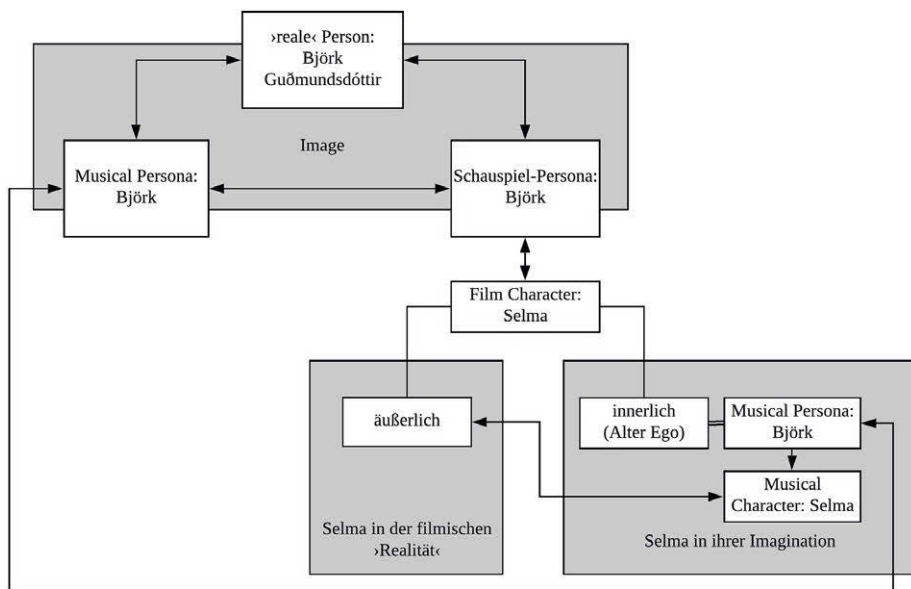 ›reale‹ Person:
Björk
Guðmundsdóttir
Image
Musical Persona:
Björk
Schauspiel-Persona:
Björk
Film Character:
Selma
äußerlich
innerlich
(Alter Ego)
Musical Persona:
Björk
Musical
Character: Selma
Selma in der filmischen
›Realität‹
Selma in ihrer Imagination